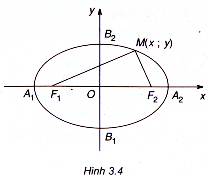 y
B2
M(x ; y)
A1
F1
O
F2
A2
x
B1
Hình 3.4